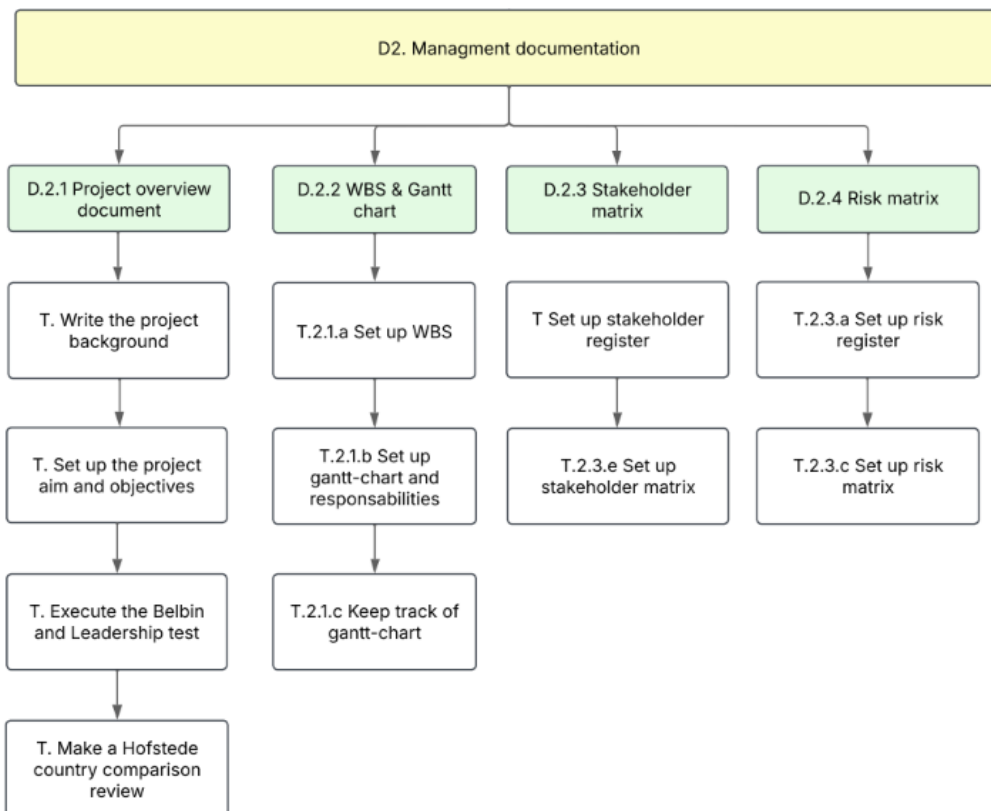 D2. Managment documentation
D.2.1 Project overview
document
D.2.2 WBS & Gantt
chart
D.2.3 Stakeholder
matrix
D.2.4 Risk matrix
T. Write the project
background
T.2.1.a Set up WBS
T Set up stakeholder
register
T.2.3.a Set up risk
register
T. Set up the project
aim and objectives
T.2.1.b Set up
gantt-chart and
responsabilities
T.2.3.e Set up
stakeholder matrix
T.2.3.c Set up risk
matrix
T. Execute the Belbin
and Leadership test
T.2.1.c Keep track of
gantt-chart
T. Make a Hofstede
country comparison
review